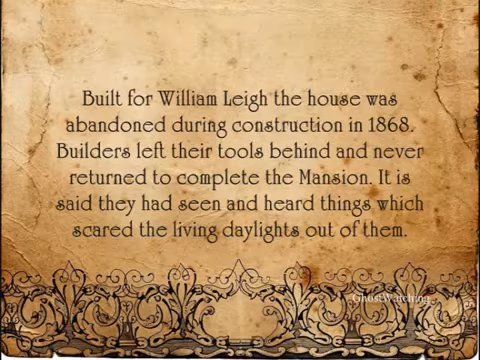 Built for William Leigh the house was
abandoned during construction in 1868.
Builders left their tools behind and never
returned to complete the Mansion. It is
said they had seen and heard things which
scared the living daylights out of them.
GhostWatching